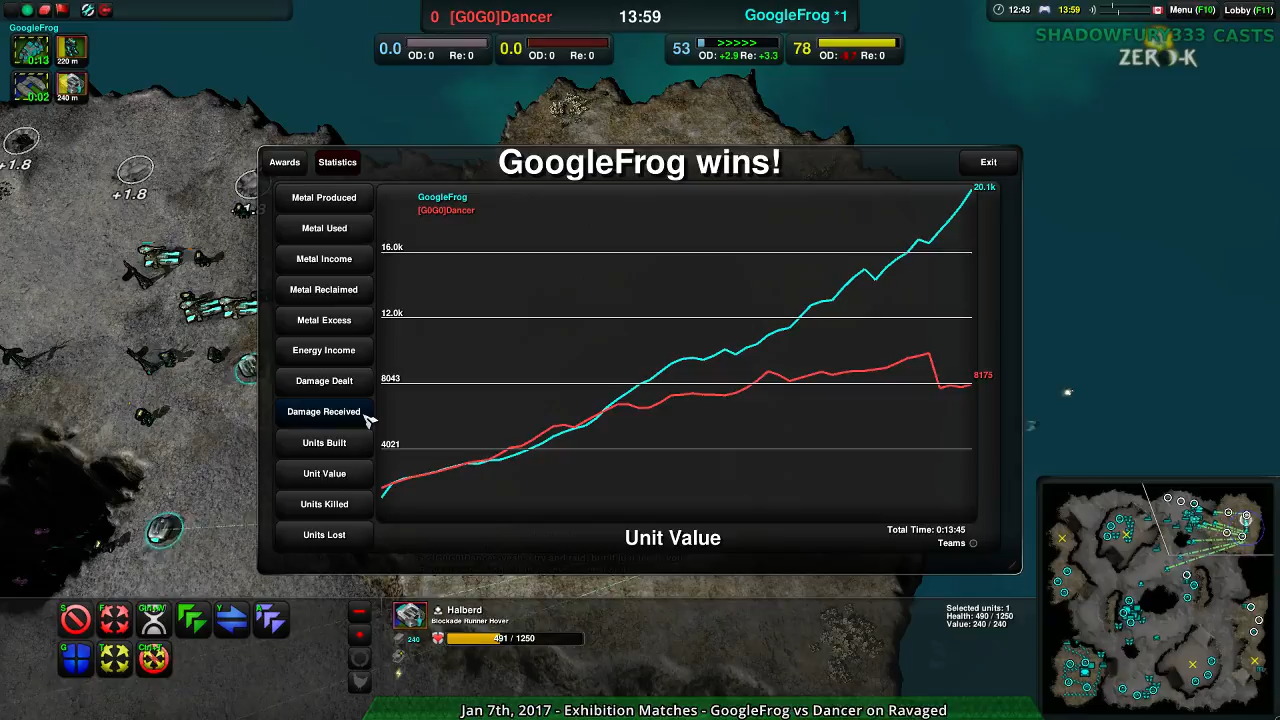 0 [G0G0]Dancer 13:59 GoogleFrog *1
12:43 13:59 Menu (F10) Lobby (F11)
SHADOWFURY333 CASTS
ZERO-K
GoogleFrog
0:13
220 m
0:02
240 m
0.0 OD: 0 Re: 0
0.0 OD: 0 Re: 0
53 >>>>> OD: +2.9 Re: +3.3
78 Re: 0
+1.8
+1.8
Awards
Statistics
GoogleFrog wins!
Exit
Metal Produced
Metal Used
Metal Income
Metal Reclaimed
Metal Excess
Energy Income
Damage Dealt
Damage Received
Units Built
Unit Value
Units Killed
Units Lost
GoogleFrog
[G0G0]Dancer
20.1k
16.0k
12.0k
8043
8175
4021
Unit Value
Total Time: 0:13:45
Teams
Halberd
Blockade Runner Hover
240
491 / 1250
Selected units: 1
Health: 490 / 1250
Value: 240 / 240
Jan 7th, 2017 - Exhibition Matches - GoogleFrog vs Dancer on Ravaged